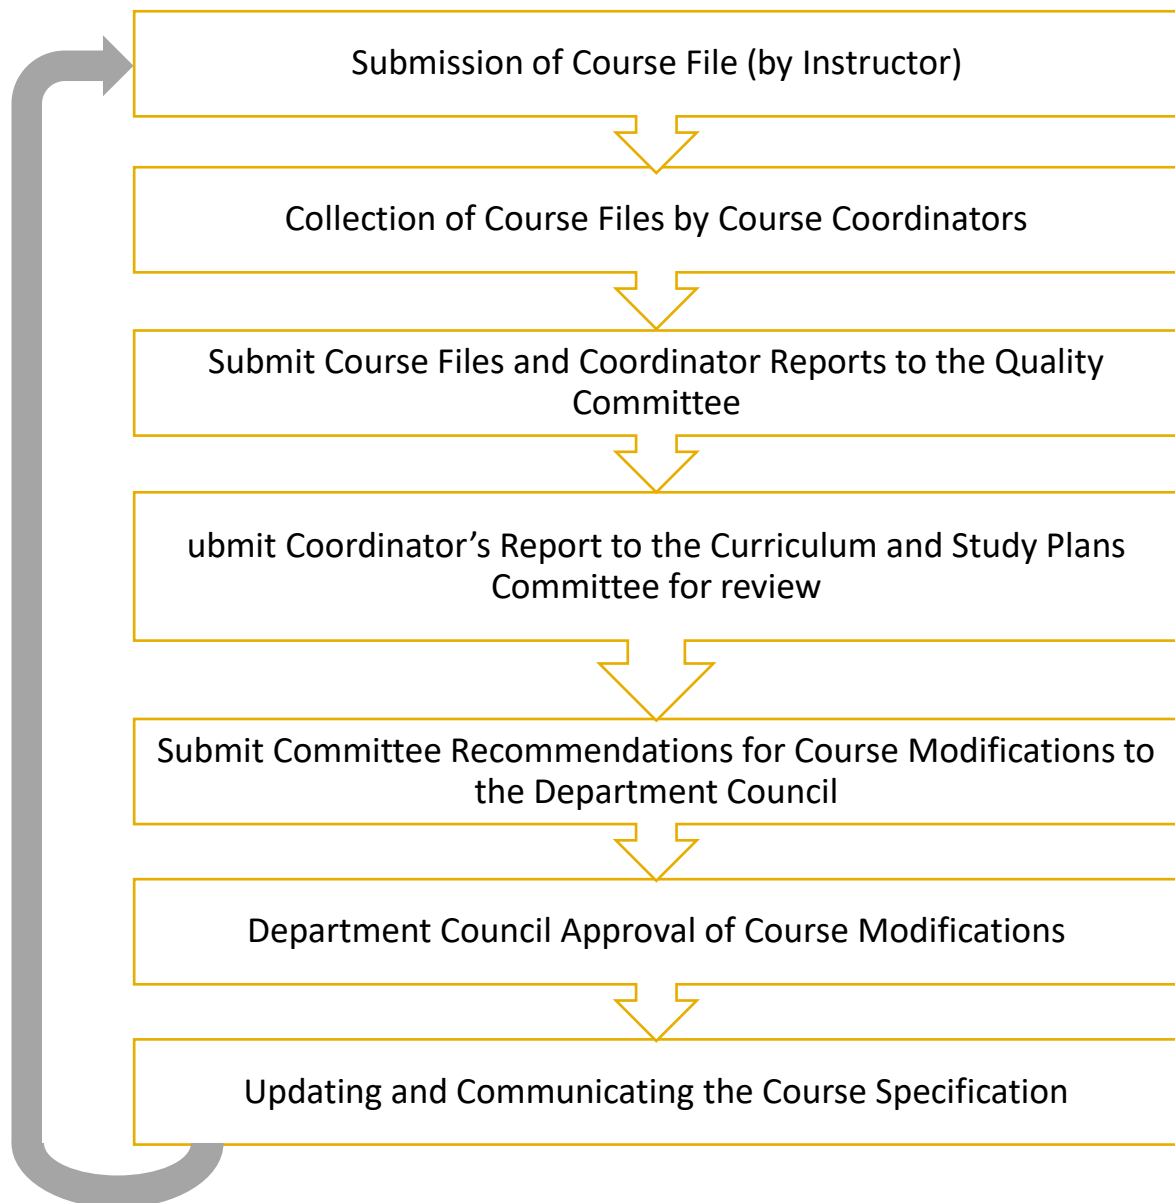 Submission of Course File (by Instructor)
Collection of Course Files by Course Coordinators
Submit Course Files and Coordinator Reports to the Quality
Committee
ubmit Coordinator’s Report to the Curriculum and Study Plans
Committee for review
Submit Committee Recommendations for Course Modifications to
the Department Council
Department Council Approval of Course Modifications
Updating and Communicating the Course Specification